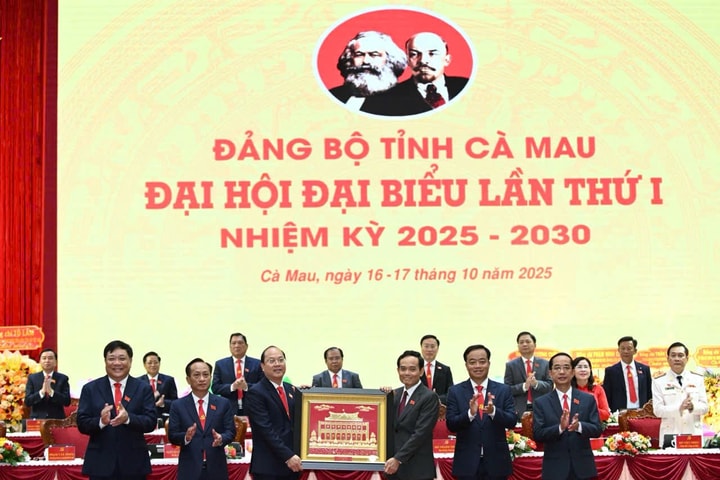 ĐẢNG BỘ TỈNH CÀ MAU
ĐẠI HỘI ĐẠI BIỂU LẦN THỨ I
NHIỆM KỲ 2025 - 2030
Cà Mau, ngày 16 - 17 tháng 10 năm 2025